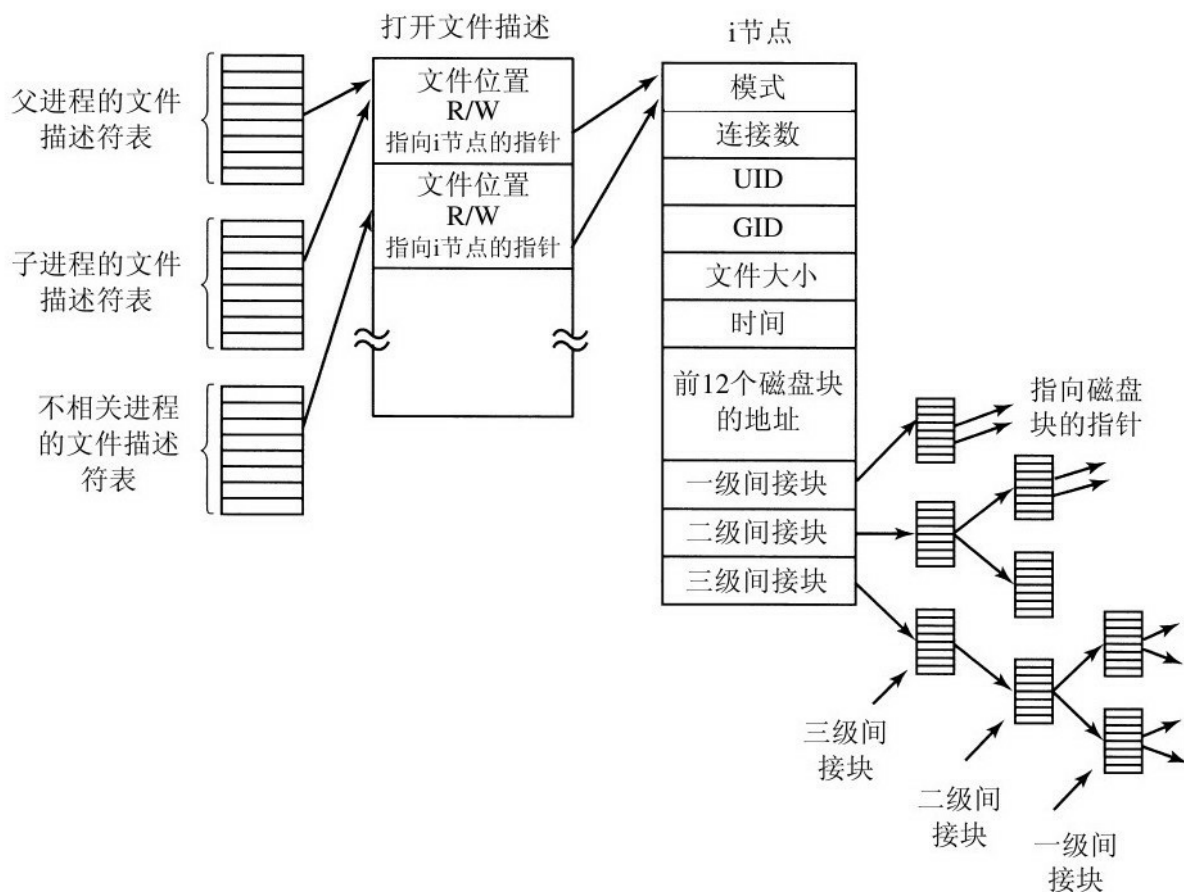 打开文件描述
i节点
父进程的文件
描述符表
子进程的文件
描述符表
不相关进程
的文件描述
符表
文件位置
R/W
指向i节点的指针
文件位置
R/W
指向i节点的指针
模式
连接数
UID
GID
文件大小
时间
前12个磁盘块
的地址
一级间接块
二级间接块
三级间接块
指向磁盘
块的指针
三级间
接块
二级间
接块
一级间
接块